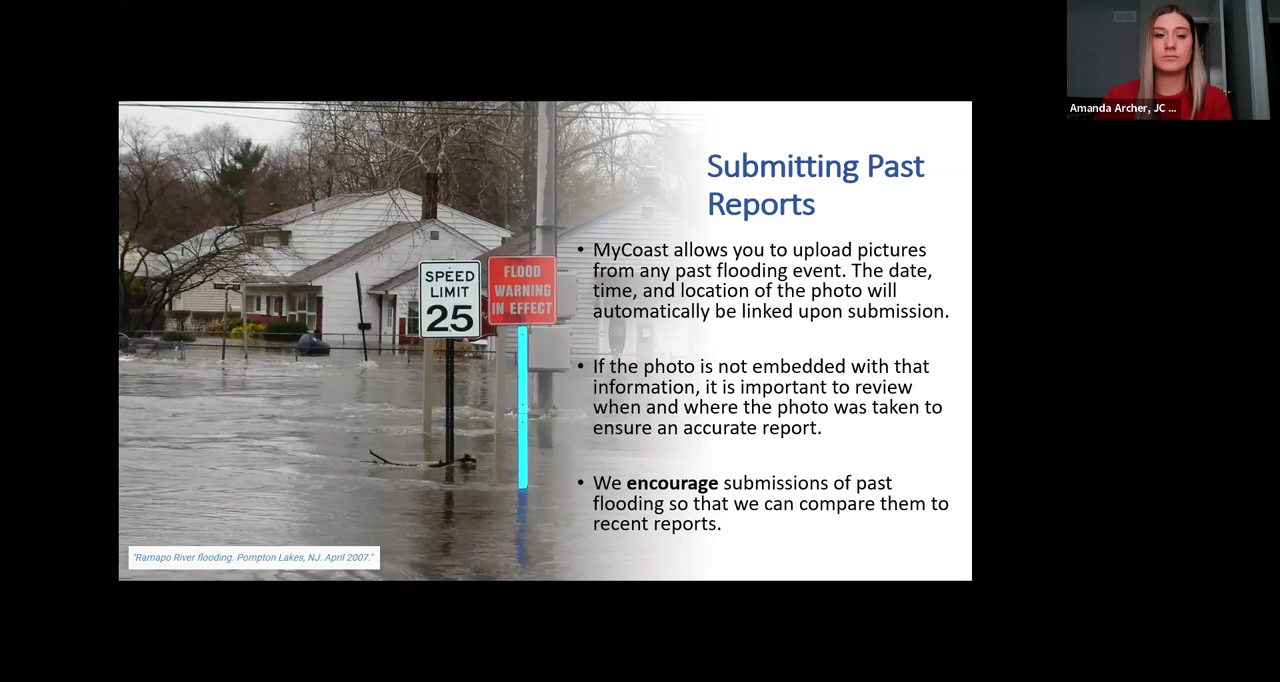 Amanda Archer, JC ...
SPEED
LIMIT
25
FLOOD
WARNING
IN EFFECT
Submitting Past
Reports
• MyCoast allows you to upload pictures
from any past flooding event. The date,
time, and location of the photo will
automatically be linked upon submission.
• If the photo is not embedded with that
information, it is important to review
when and where the photo was taken to
ensure an accurate report.
• We encourage submissions of past
flooding so that we can compare them to
recent reports.
"Ramapo River flooding. Pompton Lakes, NJ. April 2007."